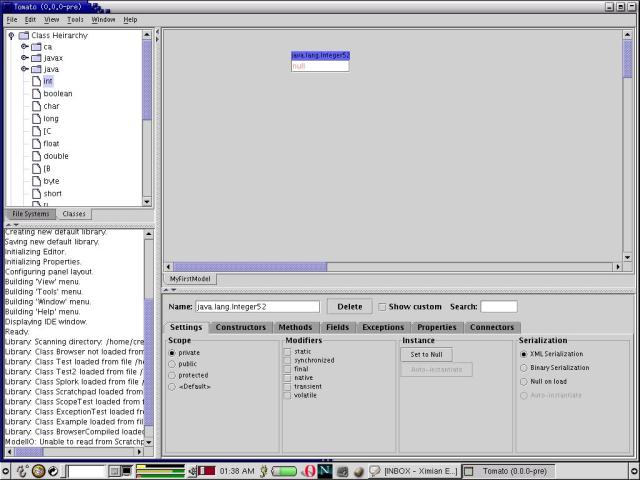 Tomato (0.0.0-pre)
File Edit View Tools Window Help
Class Heirarchy
ca
javax
java
int
boolean
char
long
[C
float
double
[B
byte
short
File Systems Classes
java.lang.Integer52
null
MyFirstModel
Creating new default library.
Saving new default library.
Initializing Editor.
Initializing Properties.
Configuring panel layout.
Building 'View' menu.
Building 'Tools' menu.
Building 'Window' menu.
Building 'Help' menu.
Displaying IDE window.
Ready.
Library: Scanning directory: /home/cre
Library: Class Browser not loaded from
Library: Class Test loaded from file /h
Library: Class Test2 loaded from file /
Library: Class Splork loaded from file
Library: Class Scratchpad loaded from
Library: Class ScopeTest loaded from
Library: Class ExceptionTest loaded fr
Library: Class Example loaded from fil
Library: Class BrowserCompiled loaded
ModelIO: Unable to read from Scratchp
Name: java.lang.Integer52 Delete Show custom Search:
Settings Constructors Methods Fields Exceptions Properties Connectors
Scope
private
public
protected
<Default>
Modifiers
static
synchronized
final
native
transient
volatile
Instance
Set to Null
Auto-instantiate
Serialization
XML Serialization
Binary Serialization
Null on load
Auto-instantiate
01:38 AM N [INBOX - Ximian E... Tomato (0.0.0-pre)